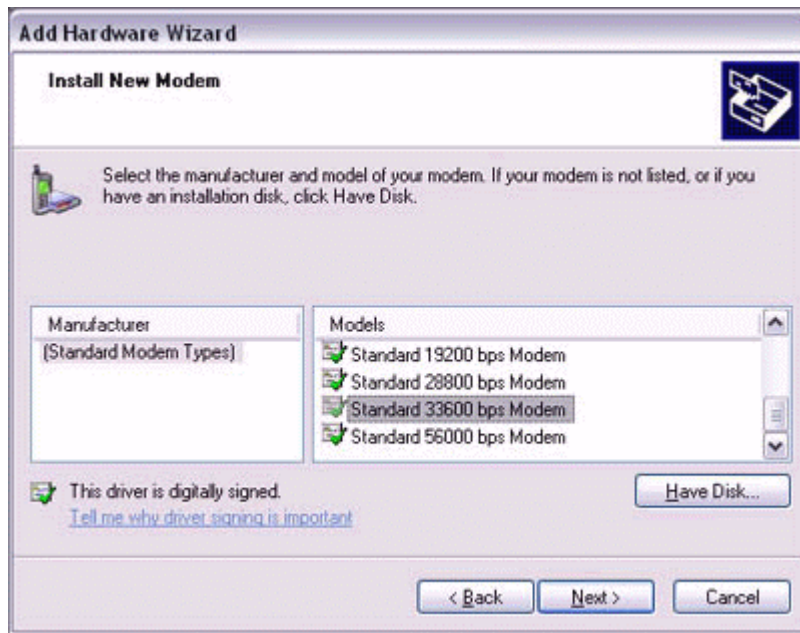 Add Hardware Wizard
Install New Modem
Select the manufacturer and model of your modem. If your modem is not listed, or if you
have an installation disk, click Have Disk.
Manufacturer
(Standard Modem Types)
Models
Standard 19200 bps Modem
Standard 28800 bps Modem
Standard 33600 bps Modem
Standard 56000 bps Modem
This driver is digitally signed.
Tell me why driver signing is important
Have Disk...
< Back
Next >
Cancel